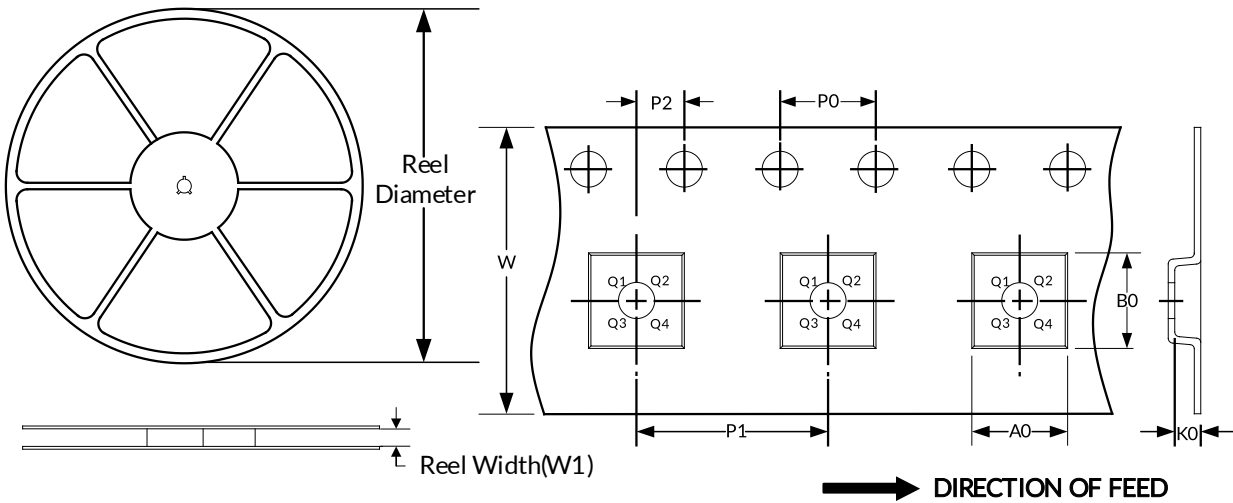 Reel
Diameter
Reel Width(W1)
P2
P0
W
Q1 Q2
Q3 Q4
Q1 Q2
Q3 Q4
Q1 Q2
Q3 Q4
B0
P1
A0
K0
DIRECTION OF FEED